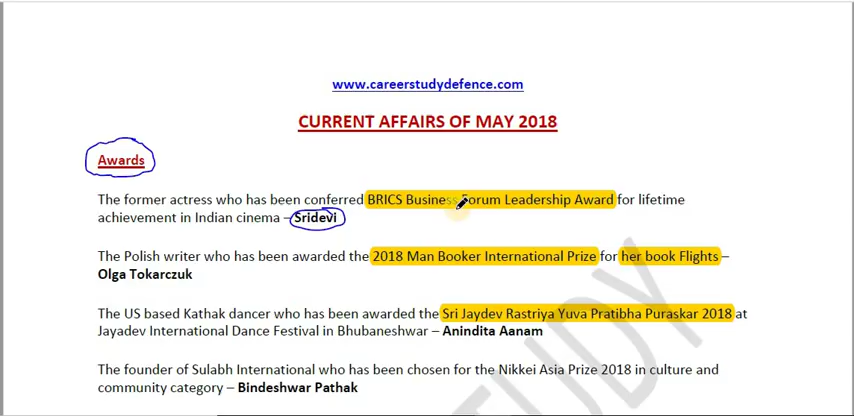 www.careerstudydefence.com
CURRENT AFFAIRS OF MAY 2018
Awards
The former actress who has been conferred BRICS Business Forum Leadership Award for lifetime
achievement in Indian cinema – Sridevi
The Polish writer who has been awarded the 2018 Man Booker International Prize for her book Flights –
Olga Tokarczuk
The US based Kathak dancer who has been awarded the Sri Jaydev Rastriya Yuva Pratibha Puraskar 2018 at
Jayadev International Dance Festival in Bhubaneshwar – Anindita Aanam
The founder of Sulabh International who has been chosen for the Nikkei Asia Prize 2018 in culture and
community category – Bindeshwar Pathak
STUDY